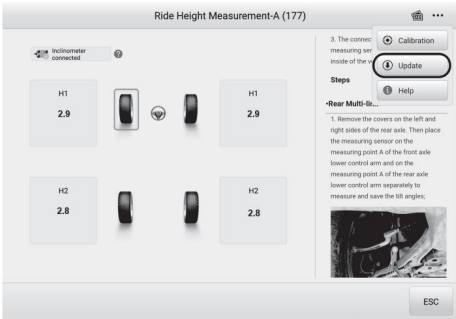 Ride Height Measurement-A (177)
Inclinometer
connected
H1
2.9
H1
2.9
H2
2.8
H2
2.8
3. The connec
measuring ser
inside of the v
Steps
•Rear Multi-lir
1. Remove the covers on the left and
right sides of the rear axle. Then place
the measuring sensor on the
measuring point A of the front axle
lower control arm and on the
measuring point A of the rear axle
lower control arm separately to
measure and save the tilt angles;
Calibration
Update
Help
ESC